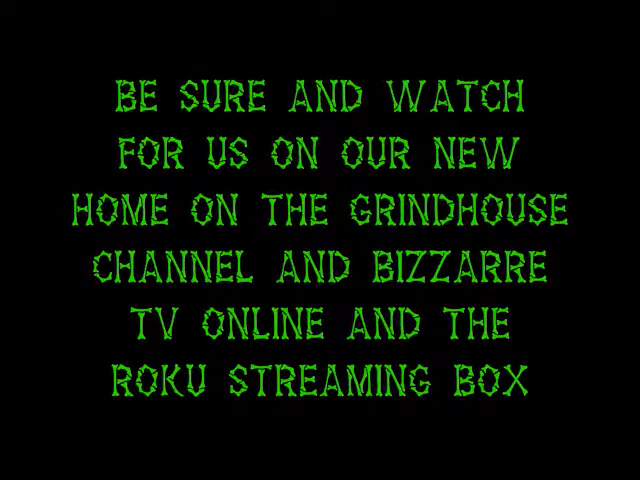 BE SURE AND WATCH
FOR US ON OUR NEW
HOME ON THE GRINDHOUSE
CHANNEL AND BIZZARRE
TV ONLINE AND THE
ROKU STREAMING BOX